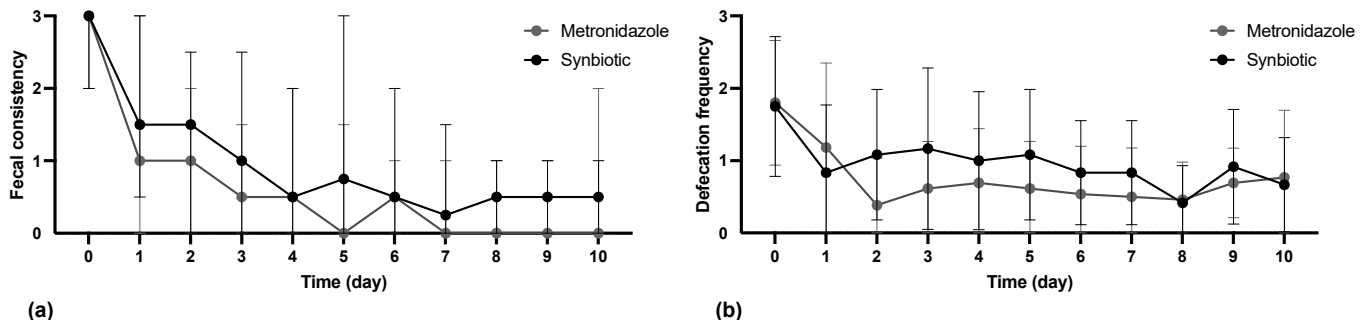 Fecal consistency
3
2
1
0
Metronidazole
Synbiotic
0 1 2 3 4 5 6 7 8 9 10
Time (day)
(a)
Defecation frequency
3
2
1
0
Metronidazole
Synbiotic
0 1 2 3 4 5 6 7 8 9 10
Time (day)
(b)